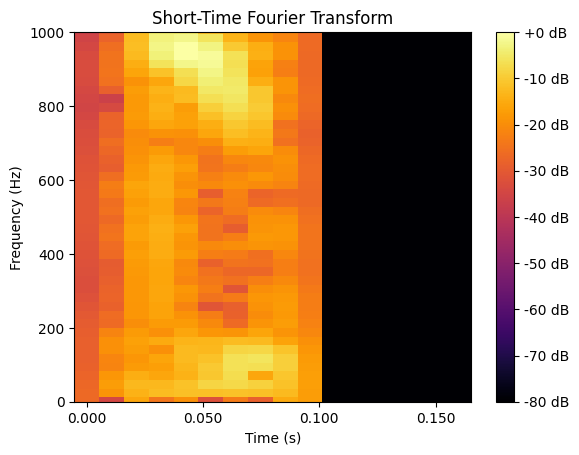 Short-Time Fourier Transform
1000
800
600
400
200
0
Frequency (Hz)
0.000
0.050
0.100
0.150
Time (s)
+0 dB
-10 dB
-20 dB
-30 dB
-40 dB
-50 dB
-60 dB
-70 dB
-80 dB